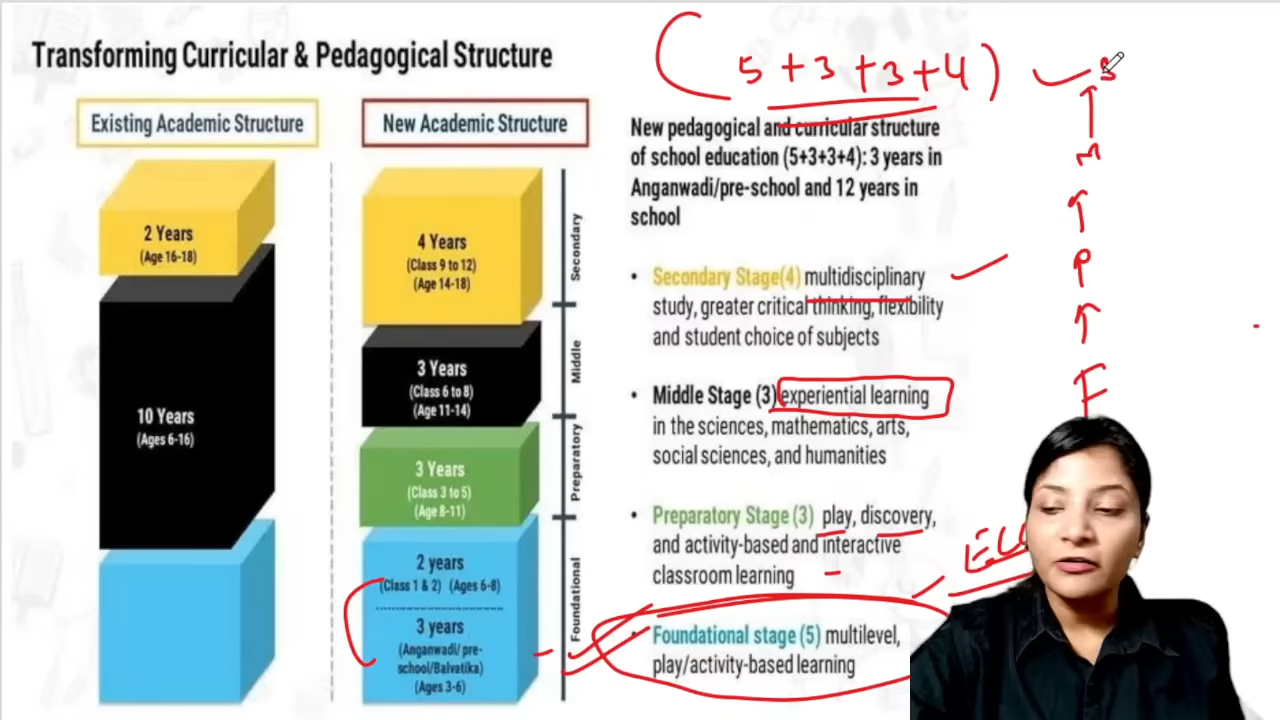 Transforming Curricular & Pedagogical Structure
(5+3+3+4)
S
M
P
F
Existing Academic Structure
2 Years
(Age 16-18)
10 Years
(Ages 6-16)
New Academic Structure
4 Years
(Class 9 to 12)
(Age 14-18)
Secondary
3 Years
(Class 6 to 8)
(Age 11-14)
Middle
3 Years
(Class 3 to 5)
(Age 8-11)
Preparatory
2 years
(Class 1 & 2) (Ages 6-8)
3 years
(Anganwadi/ pre-
school/Balvatika)
(Ages 3-6)
Foundational
New pedagogical and curricular structure
of school education (5+3+3+4): 3 years in
Anganwadi/pre-school and 12 years in
school
• Secondary Stage(4) multidisciplinary
study, greater critical thinking, flexibility
and student choice of subjects
• Middle Stage (3) experiential learning
in the sciences, mathematics, arts,
social sciences, and humanities
• Preparatory Stage (3) play, discovery,
and activity-based and interactive
classroom learning
• Foundational stage (5) multilevel,
play/activity-based learning